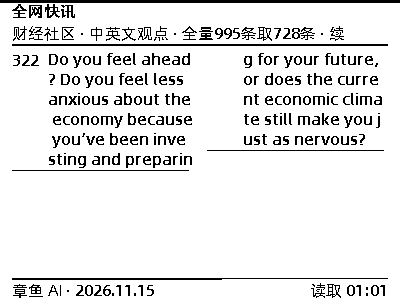 全网快讯
财经社区 · 中英文观点 · 全量995条取728条 · 续
322 Do you feel ahead
? Do you feel less
anxious about the
economy because
you've been inve
sting and preparin
g for your future,
or does the curre
nt economic clima
te still make you j
ust as nervous?
章鱼 AI · 2026.11.15
读取 01:01